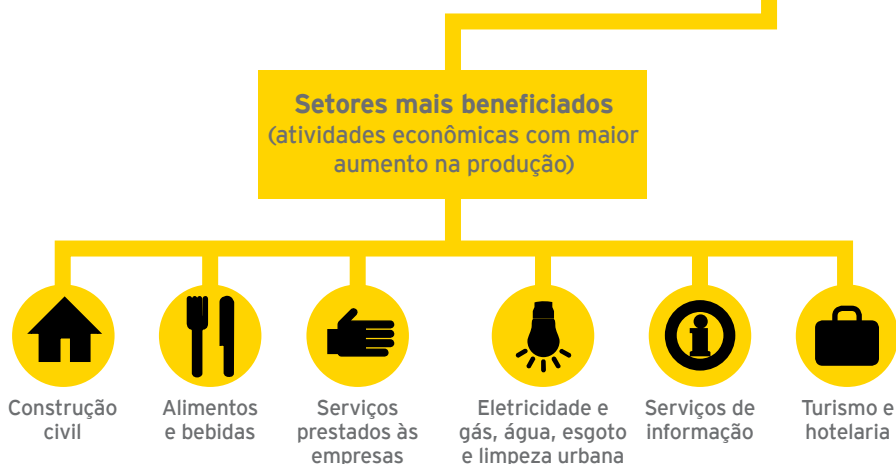 Setores mais beneficiados
(atividades econômicas com maior
aumento na produção)
Construção
civil
Alimentos
e bebidas
Serviços
prestados às
empresas
Eletricidade e
gás, água, esgoto
e limpeza urbana
Serviços de
informação
Turismo e
hotelaria